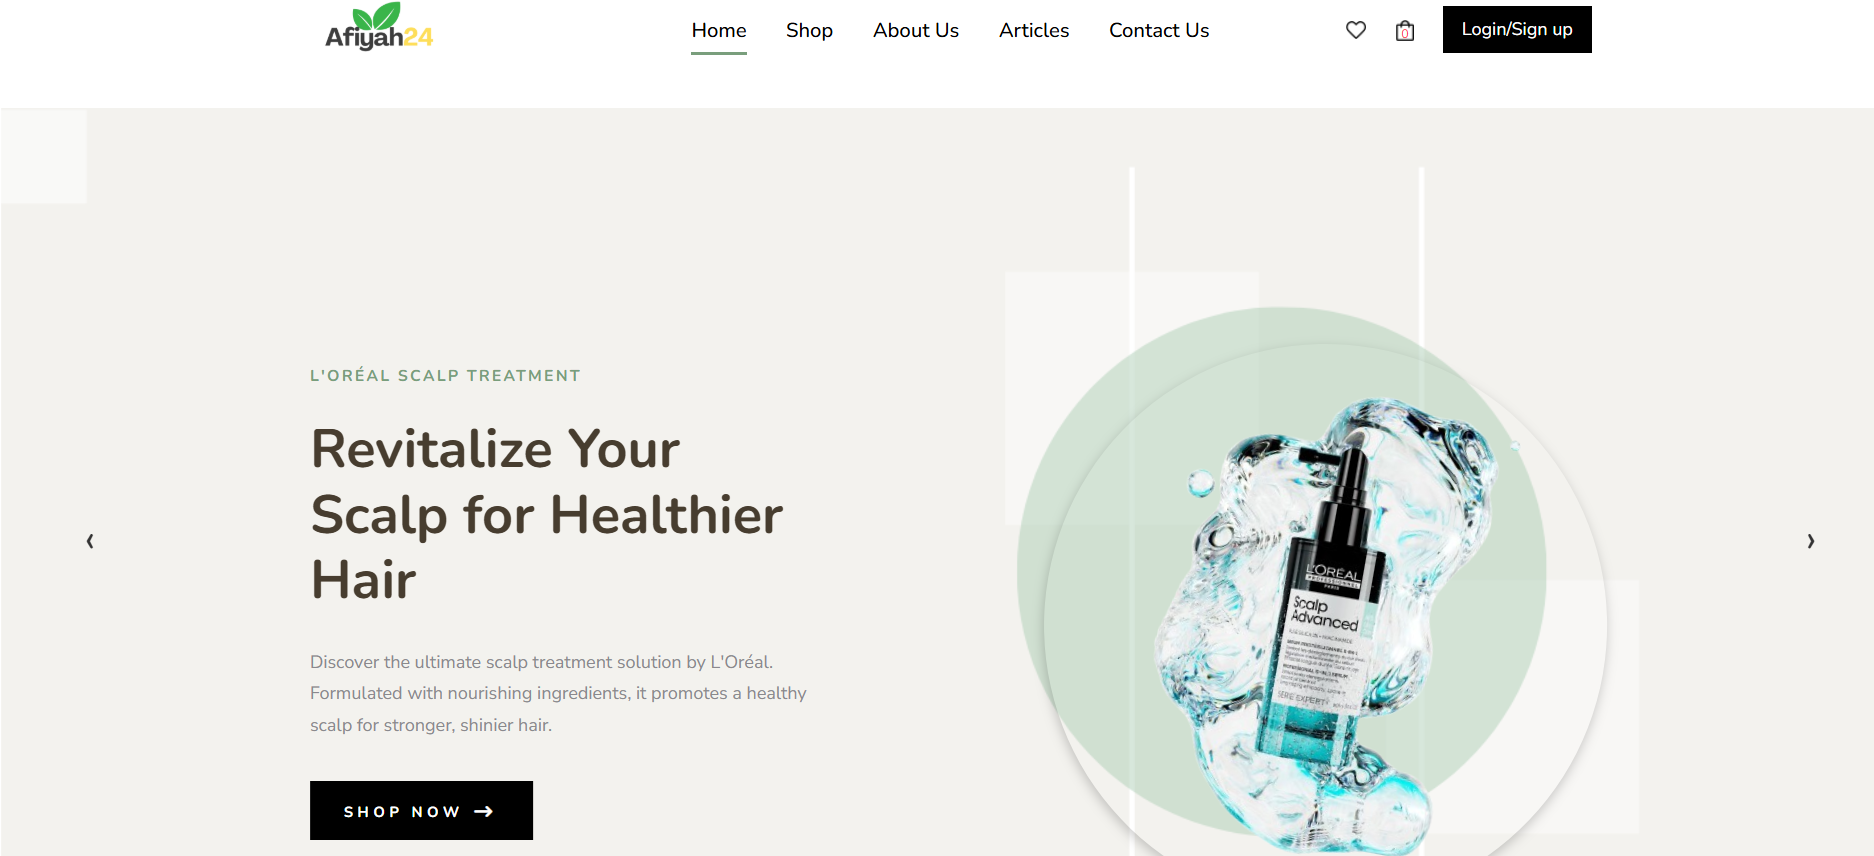 Afiyah24
Home
Shop
About Us
Articles
Contact Us
0
Login/Sign up
L'ORÉAL SCALP TREATMENT
Revitalize Your
Scalp for Healthier
Hair
Discover the ultimate scalp treatment solution by L'Oréal.
Formulated with nourishing ingredients, it promotes a healthy
scalp for stronger, shinier hair.
SHOP NOW
L'ORÉAL
PROFESSIONNEL
PARIS
Scalp
Advanced
SERIE EXPERT